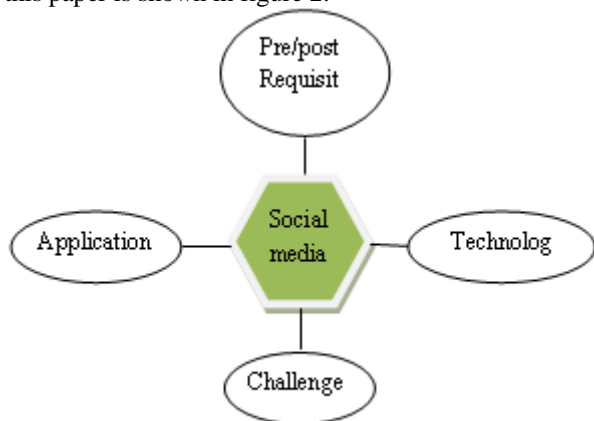 this paper is shown in figure 2.
Pre/post
Requisit
Application
Social
media
Technolog
Challenge